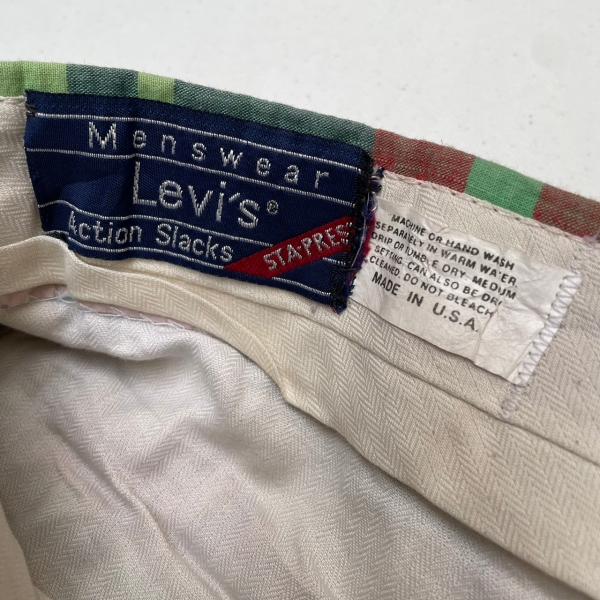 Menswear
Levi's®
Action Slacks
STA-PRES
MACHINE OR HAND WASH
SEPARATELY IN WARM WATER.
DRIP OR TUMBLE DRY. MEDIUM
SETTING. CAN ALSO BE DRY
CLEANED. DO NOT BLEACH
MADE IN U.S.A.